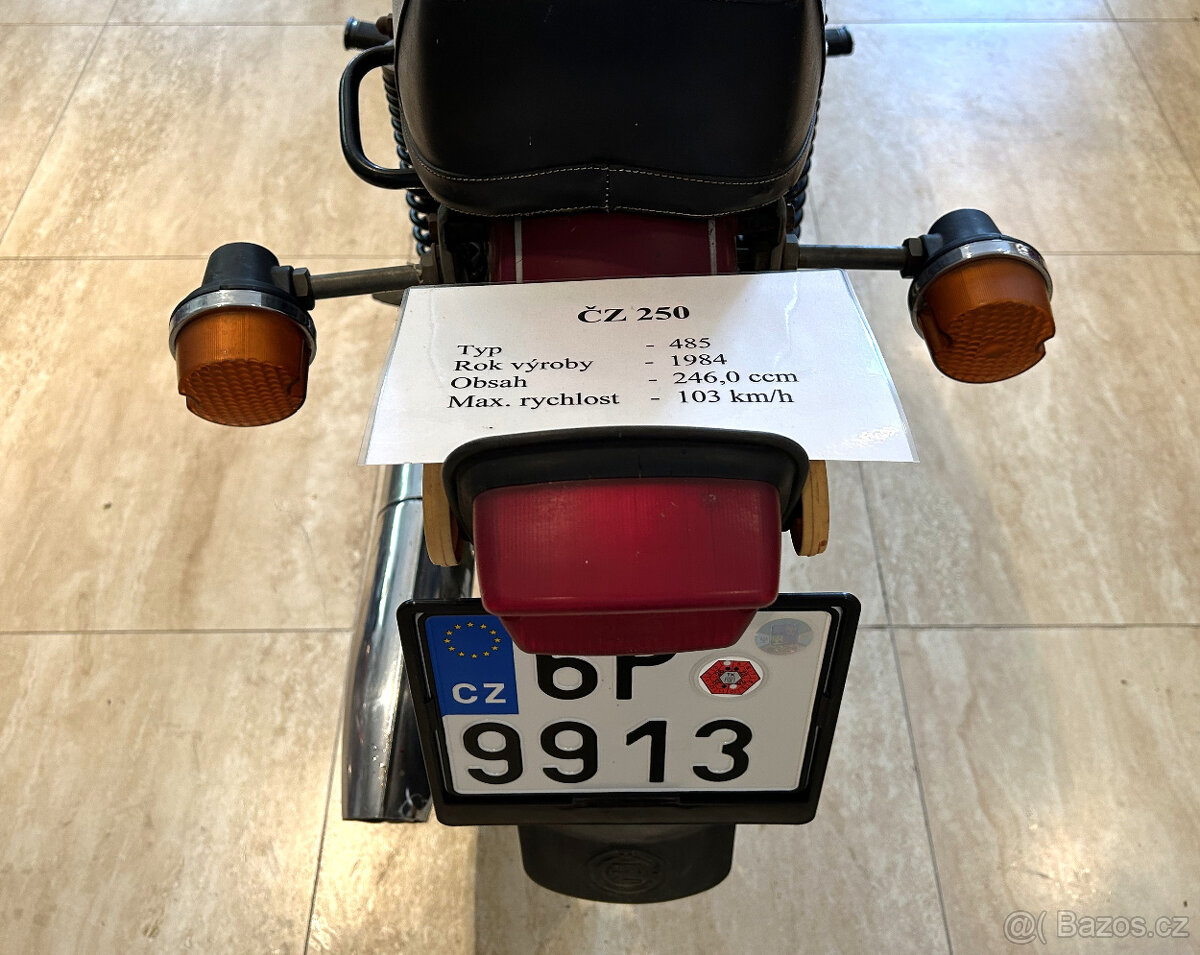 ČZ 250
Typ - 485
Rok výroby - 1984
Obsah - 246,0 ccm
Max. rychlost - 103 km/h
CZ
6P
9913
@( Bazos.cz